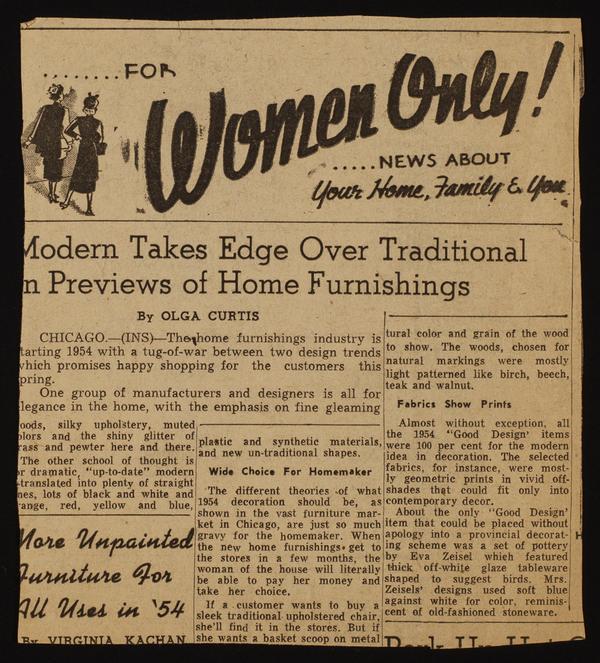 ........FOR
Women Only!
.....NEWS ABOUT
Your Home, Family & You
Modern Takes Edge Over Traditional
n Previews of Home Furnishings
By OLGA CURTIS
CHICAGO.—(INS)—The home furnishings industry is
tarting 1954 with a tug-of-war between two design trends
which promises happy shopping for the customers this
pring.
One group of manufacturers and designers is all for
legance in the home, with the emphasis on fine gleaming
oods, silky upholstery, muted
olors and the shiny glitter of
rass and pewter here and there.
The other school of thought is
or dramatic, "up-to-date" modern
translated into plenty of straight
nes, lots of black and white and
range, red, yellow and blue,
plastic and synthetic materials,
and new un-traditional shapes.
Wide Choice For Homemaker
The different theories of what
1954 decoration should be, as
shown in the vast furniture mar-
ket in Chicago, are just so much
gravy for the homemaker. When
the new home furnishings get to
the stores in a few months, the
woman of the house will literally
be able to pay her money and
take her choice.
If a customer wants to buy a
sleek traditional upholstered chair,
she'll find it in the stores. But if
she wants a basket scoop on metal
tural color and grain of the wood
to show. The woods, chosen for
natural markings were mostly
light patterned like birch, beech,
teak and walnut.
Fabrics Show Prints
Almost without exception, all
the 1954 "Good Design' items
were 100 per cent for the modern
idea in decoration. The selected
fabrics, for instance, were most-
ly geometric prints in vivid off-
shades that could fit only into
contemporary decor.
About the only "Good Design'
item that could be placed without
apology into a provincial decorat-
ing scheme was a set of pottery
by Eva Zeisel which featured
thick off-white glaze tableware
shaped to suggest birds. Mrs.
Zeisels' designs used soft blue
against white for color, reminis-
cent of old-fashioned stoneware.
More Unpainted
Furniture For
All Uses in '54
By VIRGINIA KACHAN